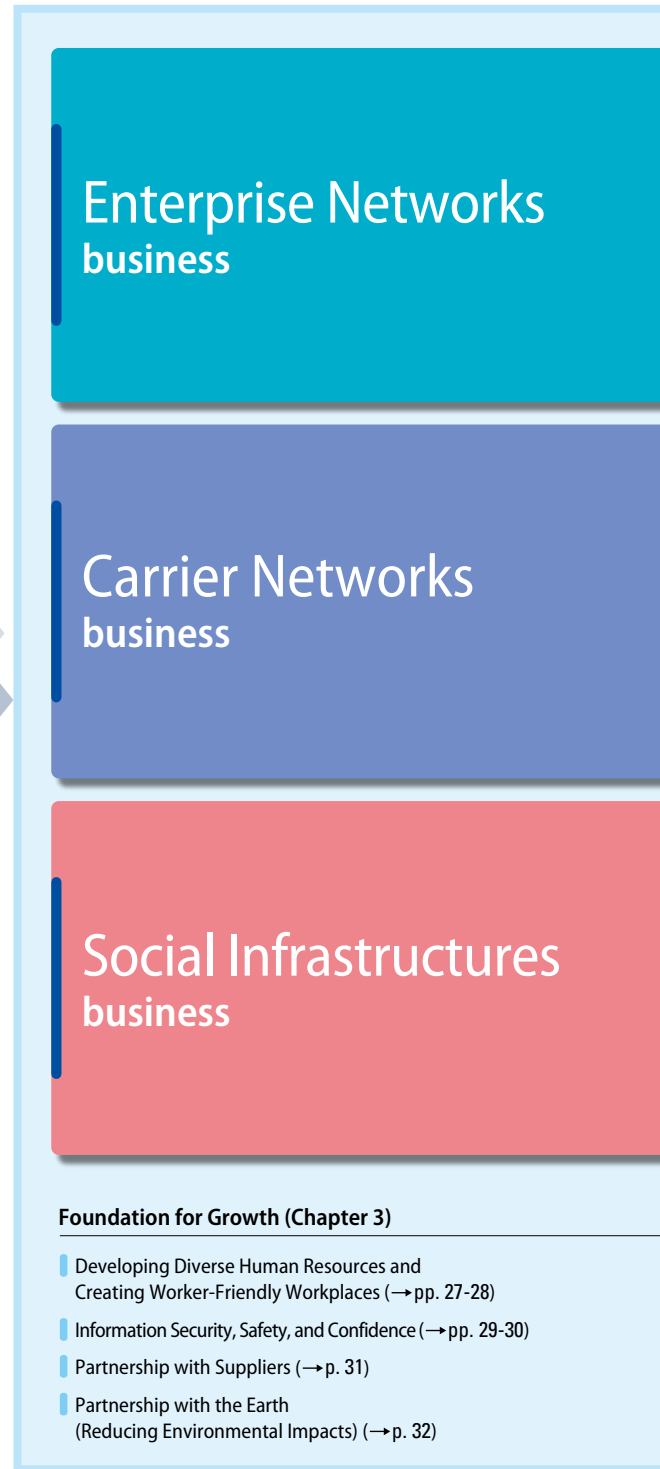 Enterprise Networks
business
Carrier Networks
business
Social Infrastructures
business
Foundation for Growth (Chapter 3)
Developing Diverse Human Resources and
Creating Worker-Friendly Workplaces (→pp. 27-28)
Information Security, Safety, and Confidence (→pp. 29-30)
Partnership with Suppliers (→p. 31)
Partnership with the Earth
(Reducing Environmental Impacts) (→p. 32)